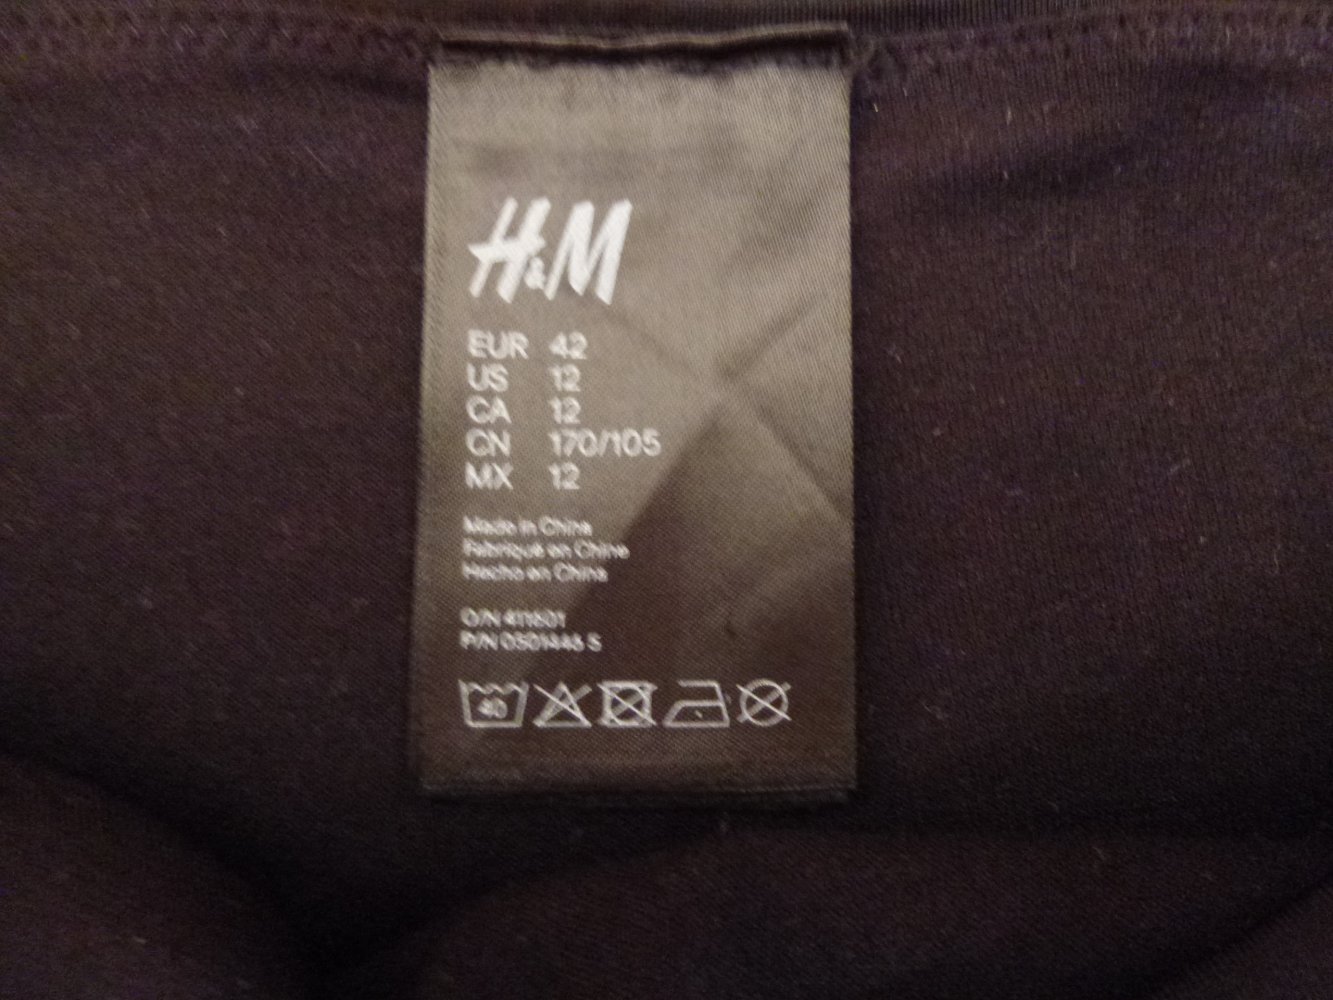 H&M
EUR 42
US 12
CA 12
CN 170/105
MX 12
Made in China
Fabriqué en Chine
Hecho en China
O/N 411601
P/N 0501446 S
40